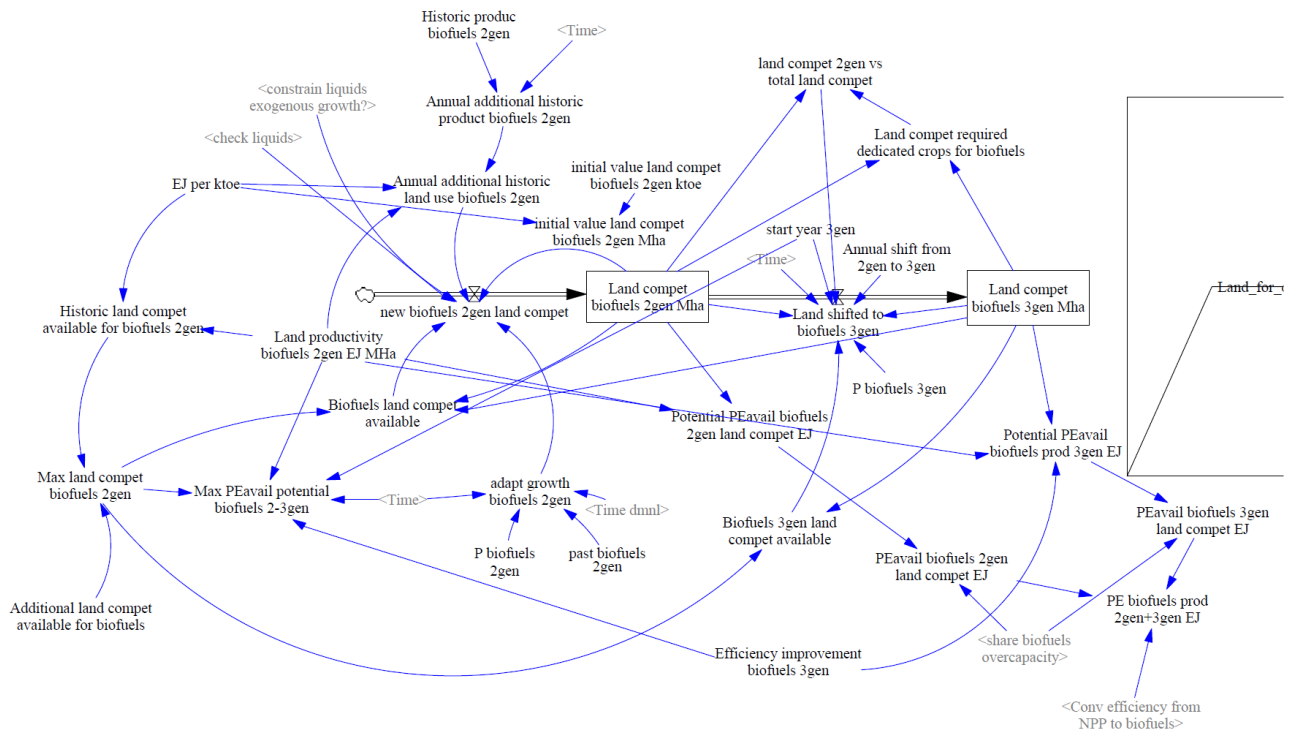 Historic produc
biofuels 2gen
<Time>
land compet 2gen vs
total land compet
<constrain liquids
exogenous growth?>
Annual additional historic
product biofuels 2gen
<check liquids>
Land compet required
dedicated crops for biofuels
EJ per ktoe
Annual additional historic
land use biofuels 2gen
initial value land compet
biofuels 2gen ktoe
initial value land compet
biofuels 2gen Mha
start year 3gen
<Time>
Annual shift from
2gen to 3gen
Land compet
biofuels 2gen Mha
Land compet
biofuels 3gen Mha
Historic land compet
available for biofuels 2gen
new biofuels 2gen land compet
Land shifted to
biofuels 3gen
Land productivity
biofuels 2gen EJ MHa
P biofuels 3gen
Biofuels land compet
available
Potential PEavail biofuels
2gen land compet EJ
Potential PEavail
biofuels prod 3gen EJ
Max land compet
biofuels 2gen
Max PEavail potential
biofuels 2-3gen
<Time>
adapt growth
biofuels 2gen
<Time dmnl>
Biofuels 3gen land
compet available
PEavail biofuels 3gen
land compet EJ
P biofuels
2gen
past biofuels
2gen
PEavail biofuels 2gen
land compet EJ
Additional land compet
available for biofuels
PE biofuels prod
2gen+3gen EJ
<share biofuels
overcapacity>
Efficiency improvement
biofuels 3gen
<Conv efficiency from
NPP to biofuels>